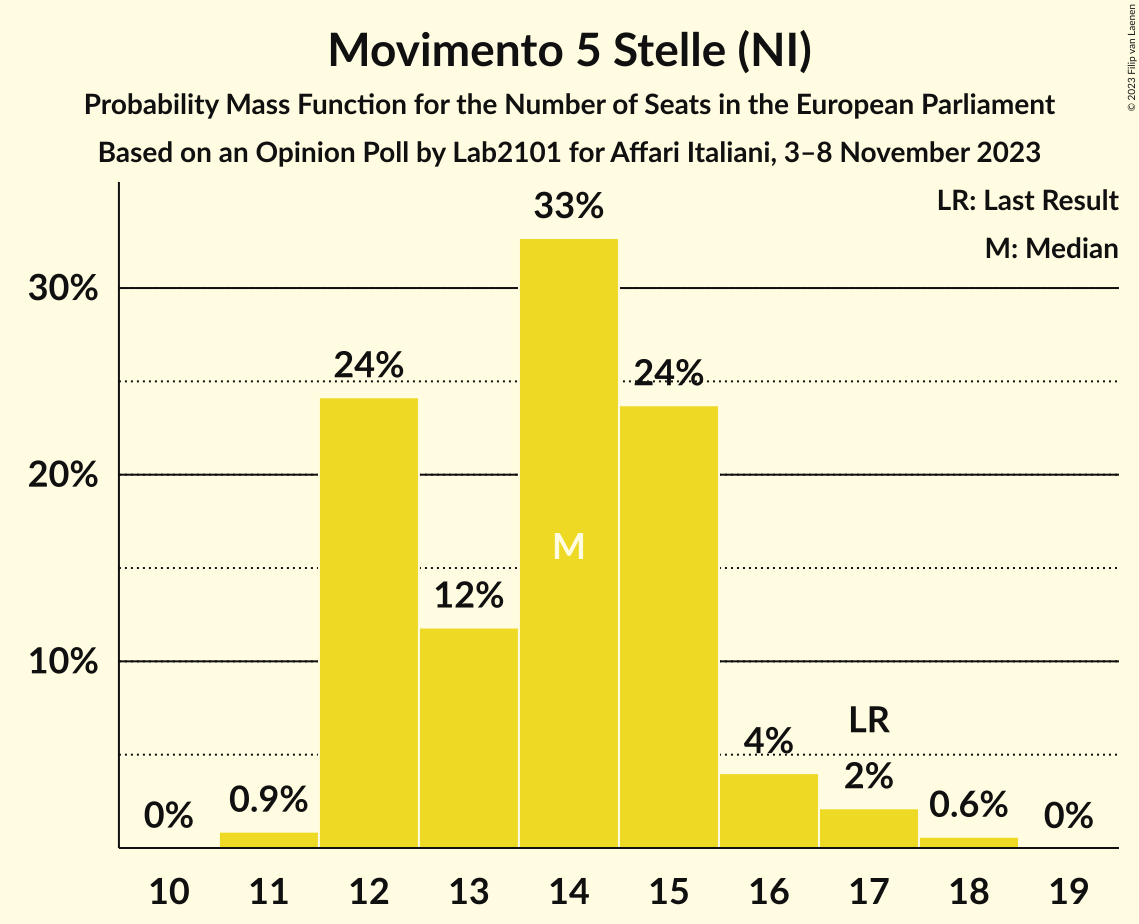 Movimento 5 Stelle (NI)
Probability Mass Function for the Number of Seats in the European Parliament
Based on an Opinion Poll by Lab2101 for Affari Italiani, 3–8 November 2023
© 2023 Filip van Laenen
LR: Last Result
M: Median
33%
30%
24%
24%
20%
M
12%
10%
LR
4%
2%
0.9%
0.6%
0%
0%
10 11 12 13 14 15 16 17 18 19